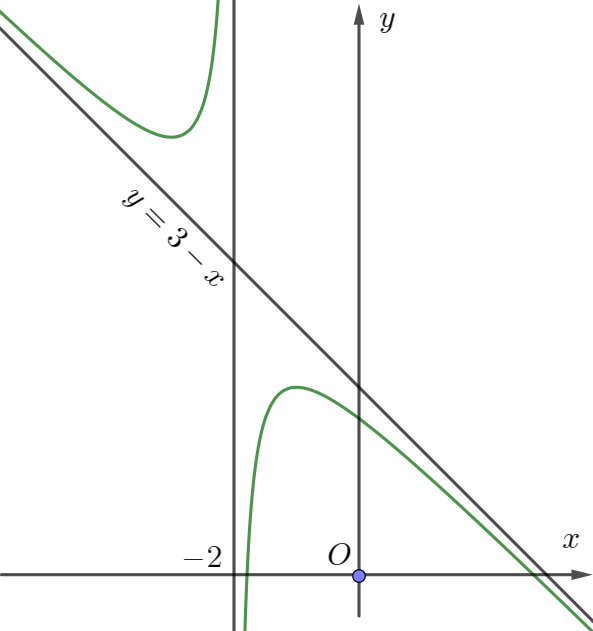 y
y = 3 − x
x
−2
O